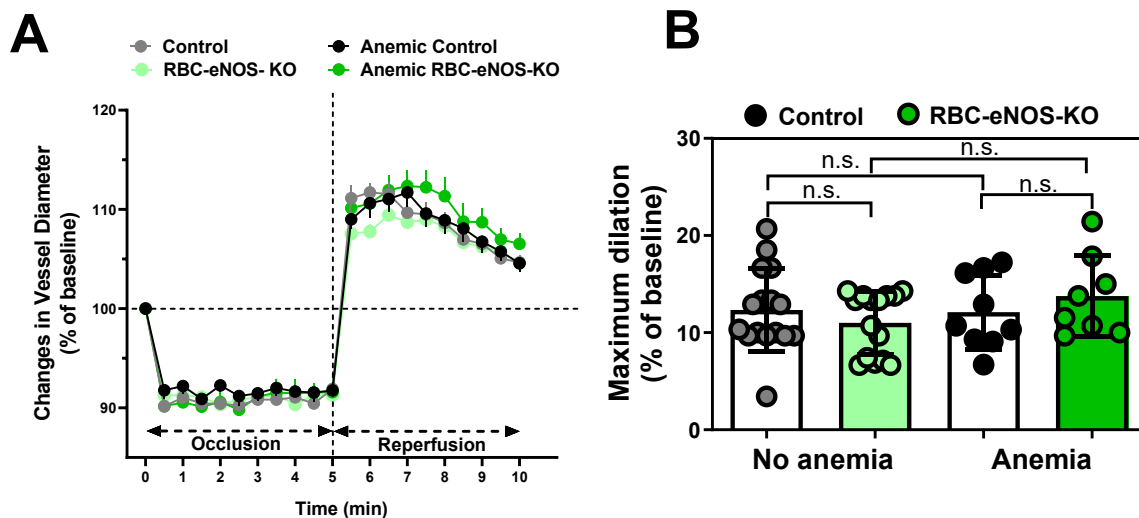 A
Control
Anemic Control
RBC-eNOS- KO
Anemic RBC-eNOS-KO
Changes in Vessel Diameter
(% of baseline)
120
110
100
90
Occlusion
Reperfusion
0 1 2 3 4 5 6 7 8 9 10
Time (min)
B
Control
RBC-eNOS-KO
Maximum dilation
(% of baseline)
30
20
10
0
n.s.
n.s.
n.s.
n.s.
No anemia
Anemia